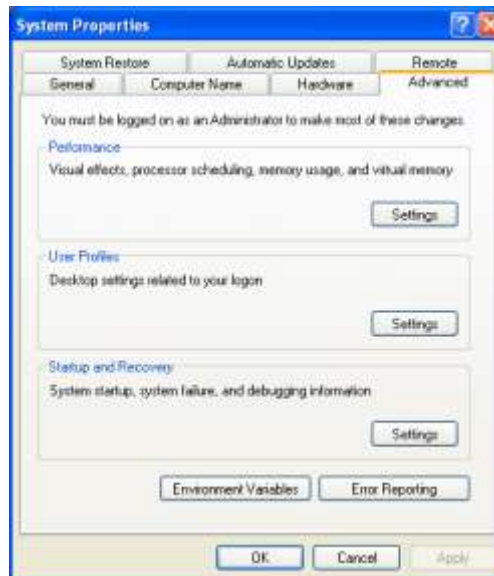 System Properties
System Restore Automatic Updates Remote
General Computer Name Hardware Advanced
You must be logged on as an Administrator to make most of these changes.
Performance
Visual effects, processor scheduling, memory usage, and virtual memory
Settings
User Profiles
Desktop settings related to your logon
Settings
Startup and Recovery
System startup, system failure, and debugging information
Settings
Environment Variables Error Reporting
OK Cancel Apply